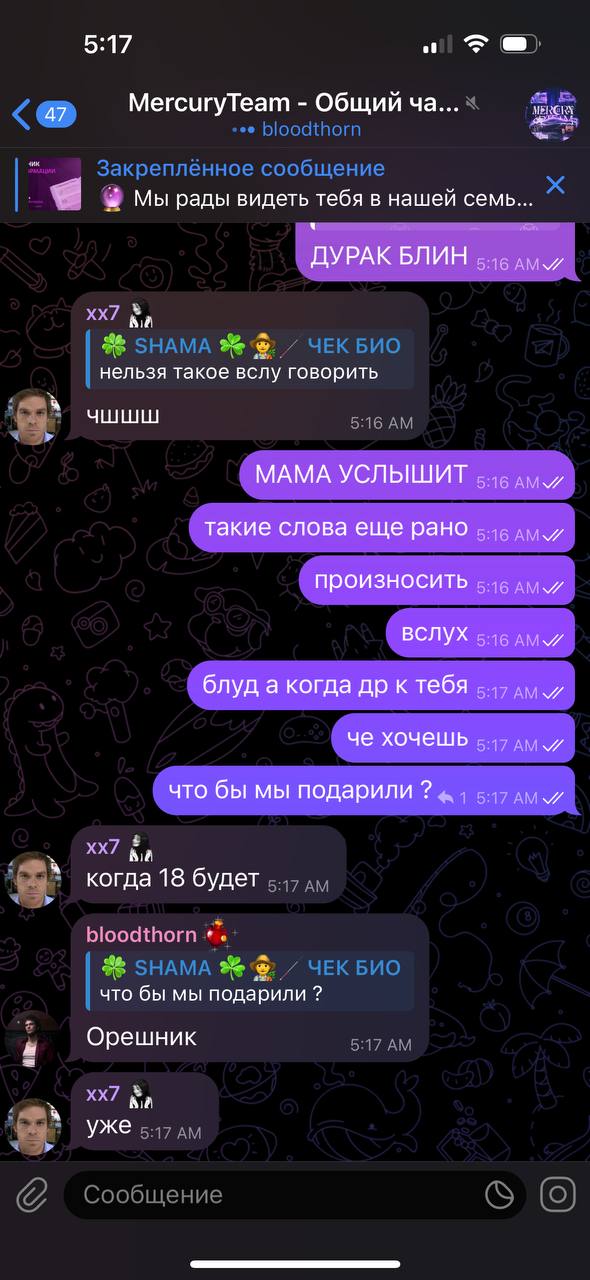 5:17
47
MercuryTeam - Общий ча...
bloodthorn
Закреплённое сообщение
🔮 Мы рады видеть тебя в нашей семь...
ДУРАК БЛИН 5:16 AM
xx7
🍀 SHAMA 🍀 ЧЕК БИО
нельзя такое вслу говорить
чшшш 5:16 AM
МАМА УСЛЫШИТ 5:16 AM
такие слова еще рано 5:16 AM
произносить 5:16 AM
вслух 5:16 AM
блуд а когда др к тебя 5:17 AM
че хочешь 5:17 AM
что бы мы подарили ? 1 5:17 AM
xx7
когда 18 будет 5:17 AM
bloodthorn
🍀 SHAMA 🍀 ЧЕК БИО
что бы мы подарили ?
Орешник 5:17 AM
xx7
уже 5:17 AM
Сообщение